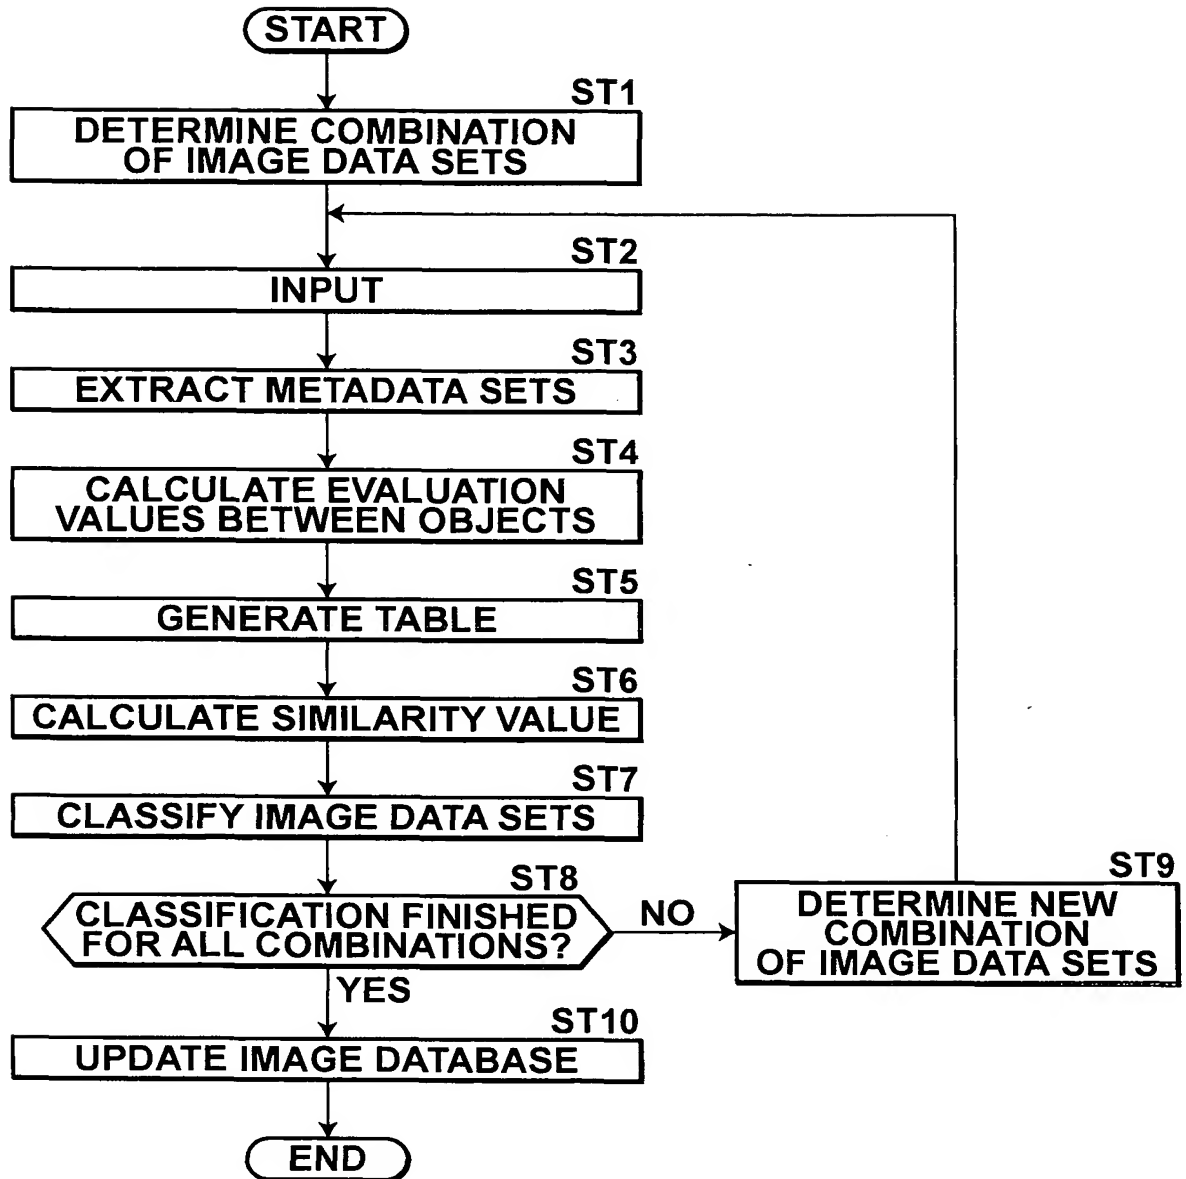 START
ST1
DETERMINE COMBINATION
OF IMAGE DATA SETS
ST2
INPUT
ST3
EXTRACT METADATA SETS
ST4
CALCULATE EVALUATION
VALUES BETWEEN OBJECTS
ST5
GENERATE TABLE
ST6
CALCULATE SIMILARITY VALUE
ST7
CLASSIFY IMAGE DATA SETS
ST8
CLASSIFICATION FINISHED
FOR ALL COMBINATIONS?
NO
ST9
DETERMINE NEW
COMBINATION
OF IMAGE DATA SETS
YES
ST10
UPDATE IMAGE DATABASE
END